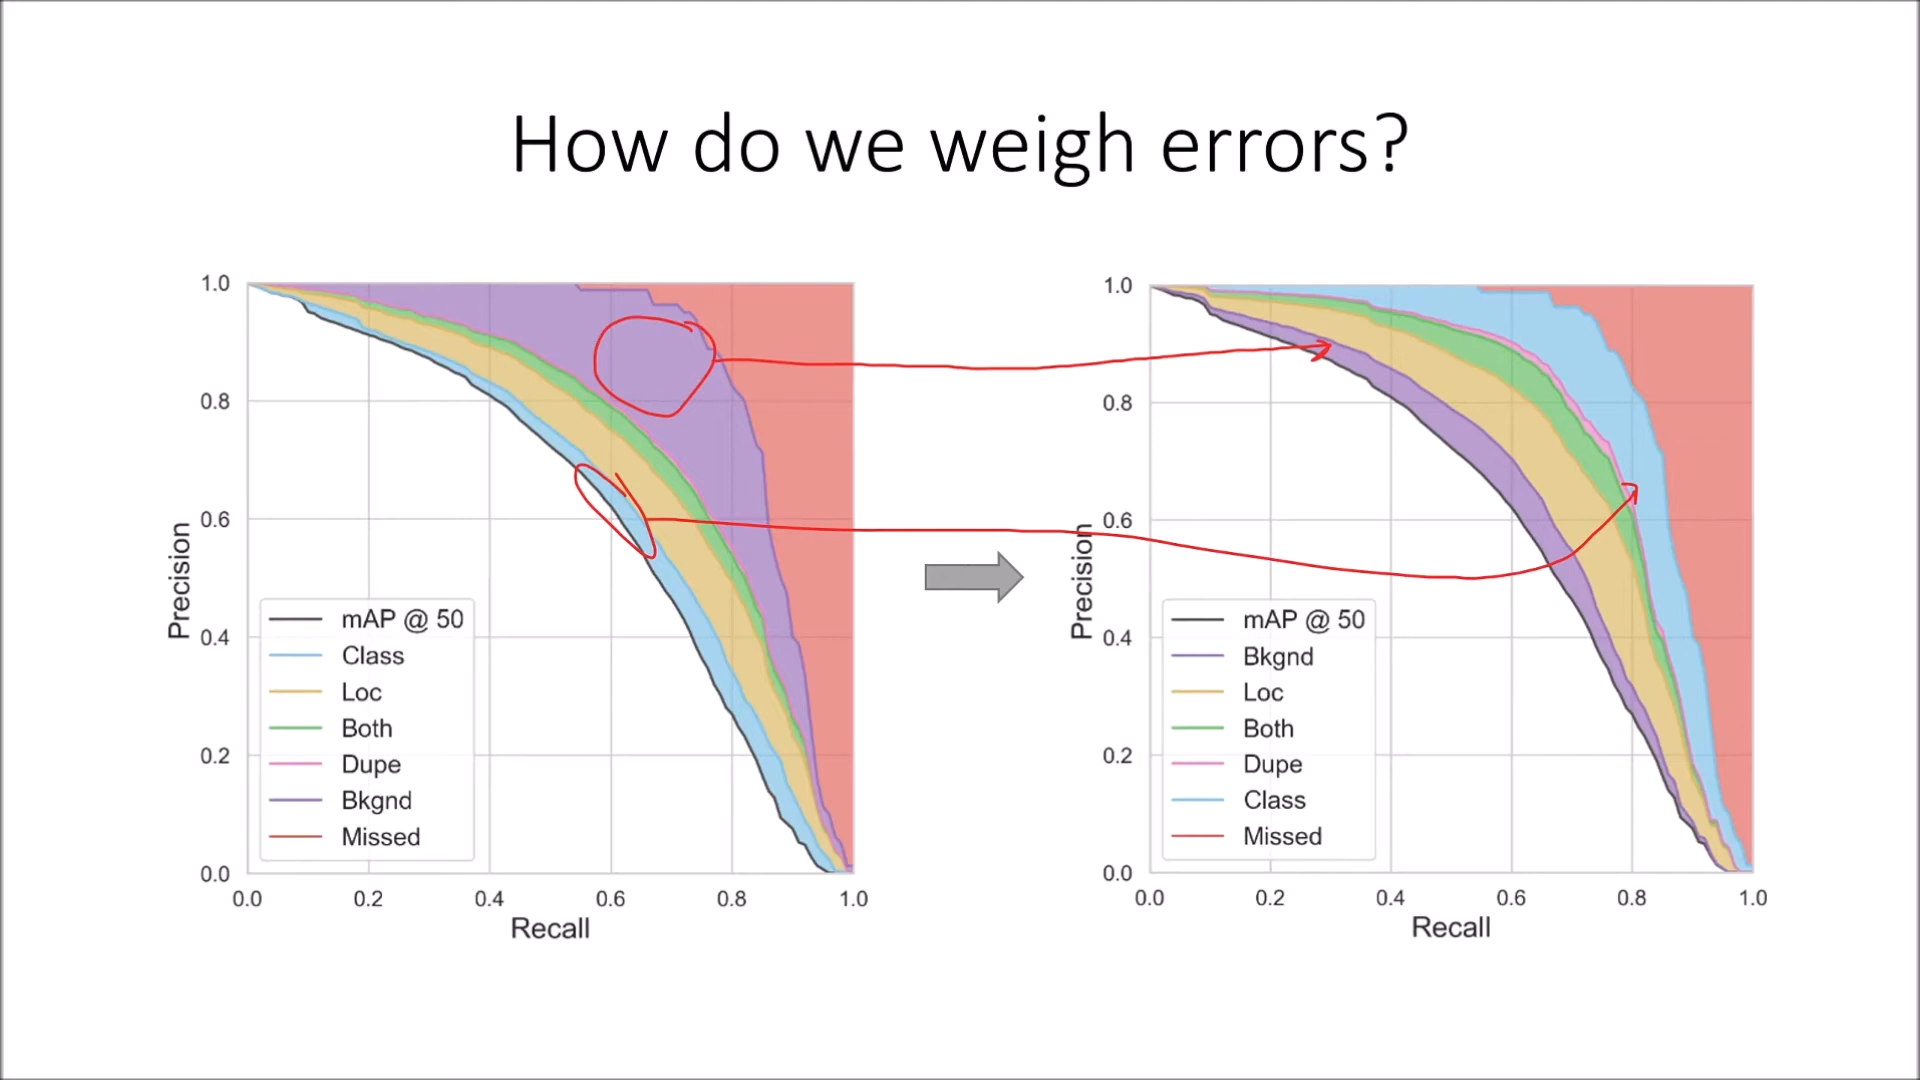 How do we weigh errors?
1.0
0.8
0.6
0.4
0.2
0.0
Precision
mAP @ 50
Class
Loc
Both
Dupe
Bkgnd
Missed
0.0 0.2 0.4 0.6 0.8 1.0
Recall
1.0
0.8
0.6
0.4
0.2
0.0
Precision
mAP @ 50
Bkgnd
Loc
Both
Dupe
Class
Missed
0.0 0.2 0.4 0.6 0.8 1.0
Recall